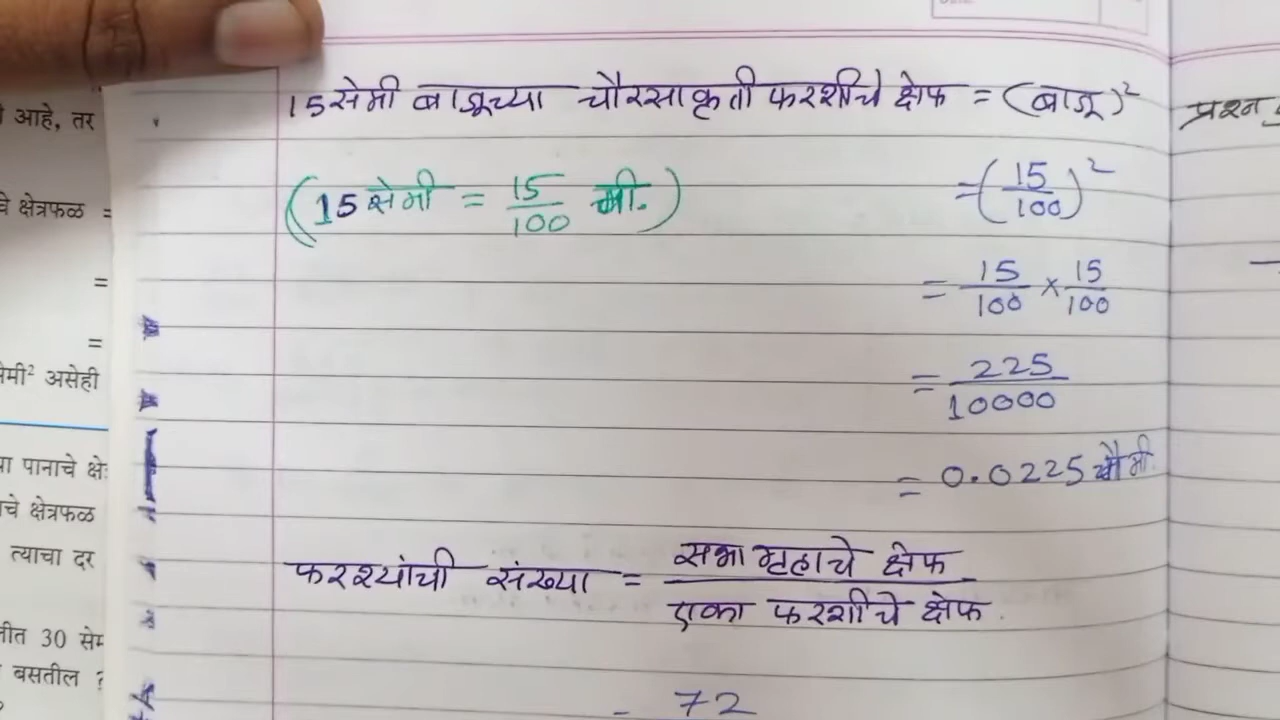 15 सेमी बाजूच्या चौरसाकृती फरशीचे क्षेफ = (बाजू)²
(15 सेमी = 15/100 मी.)
= (15/100)²
= 15/100 × 15/100
= 225/10000
= 0.0225 चौमी.
फरश्यांची संख्या = सभागृहाचे क्षेफ / एका फरशीचे क्षेफ.
= 72
आहे, तर
चे क्षेत्रफळ =
=
=
सेमी² असेही
या पानाचे क्षे
चे क्षेत्रफळ
त्याचा दर
तीत 30 सेम
बसतील ?
प्रश्न